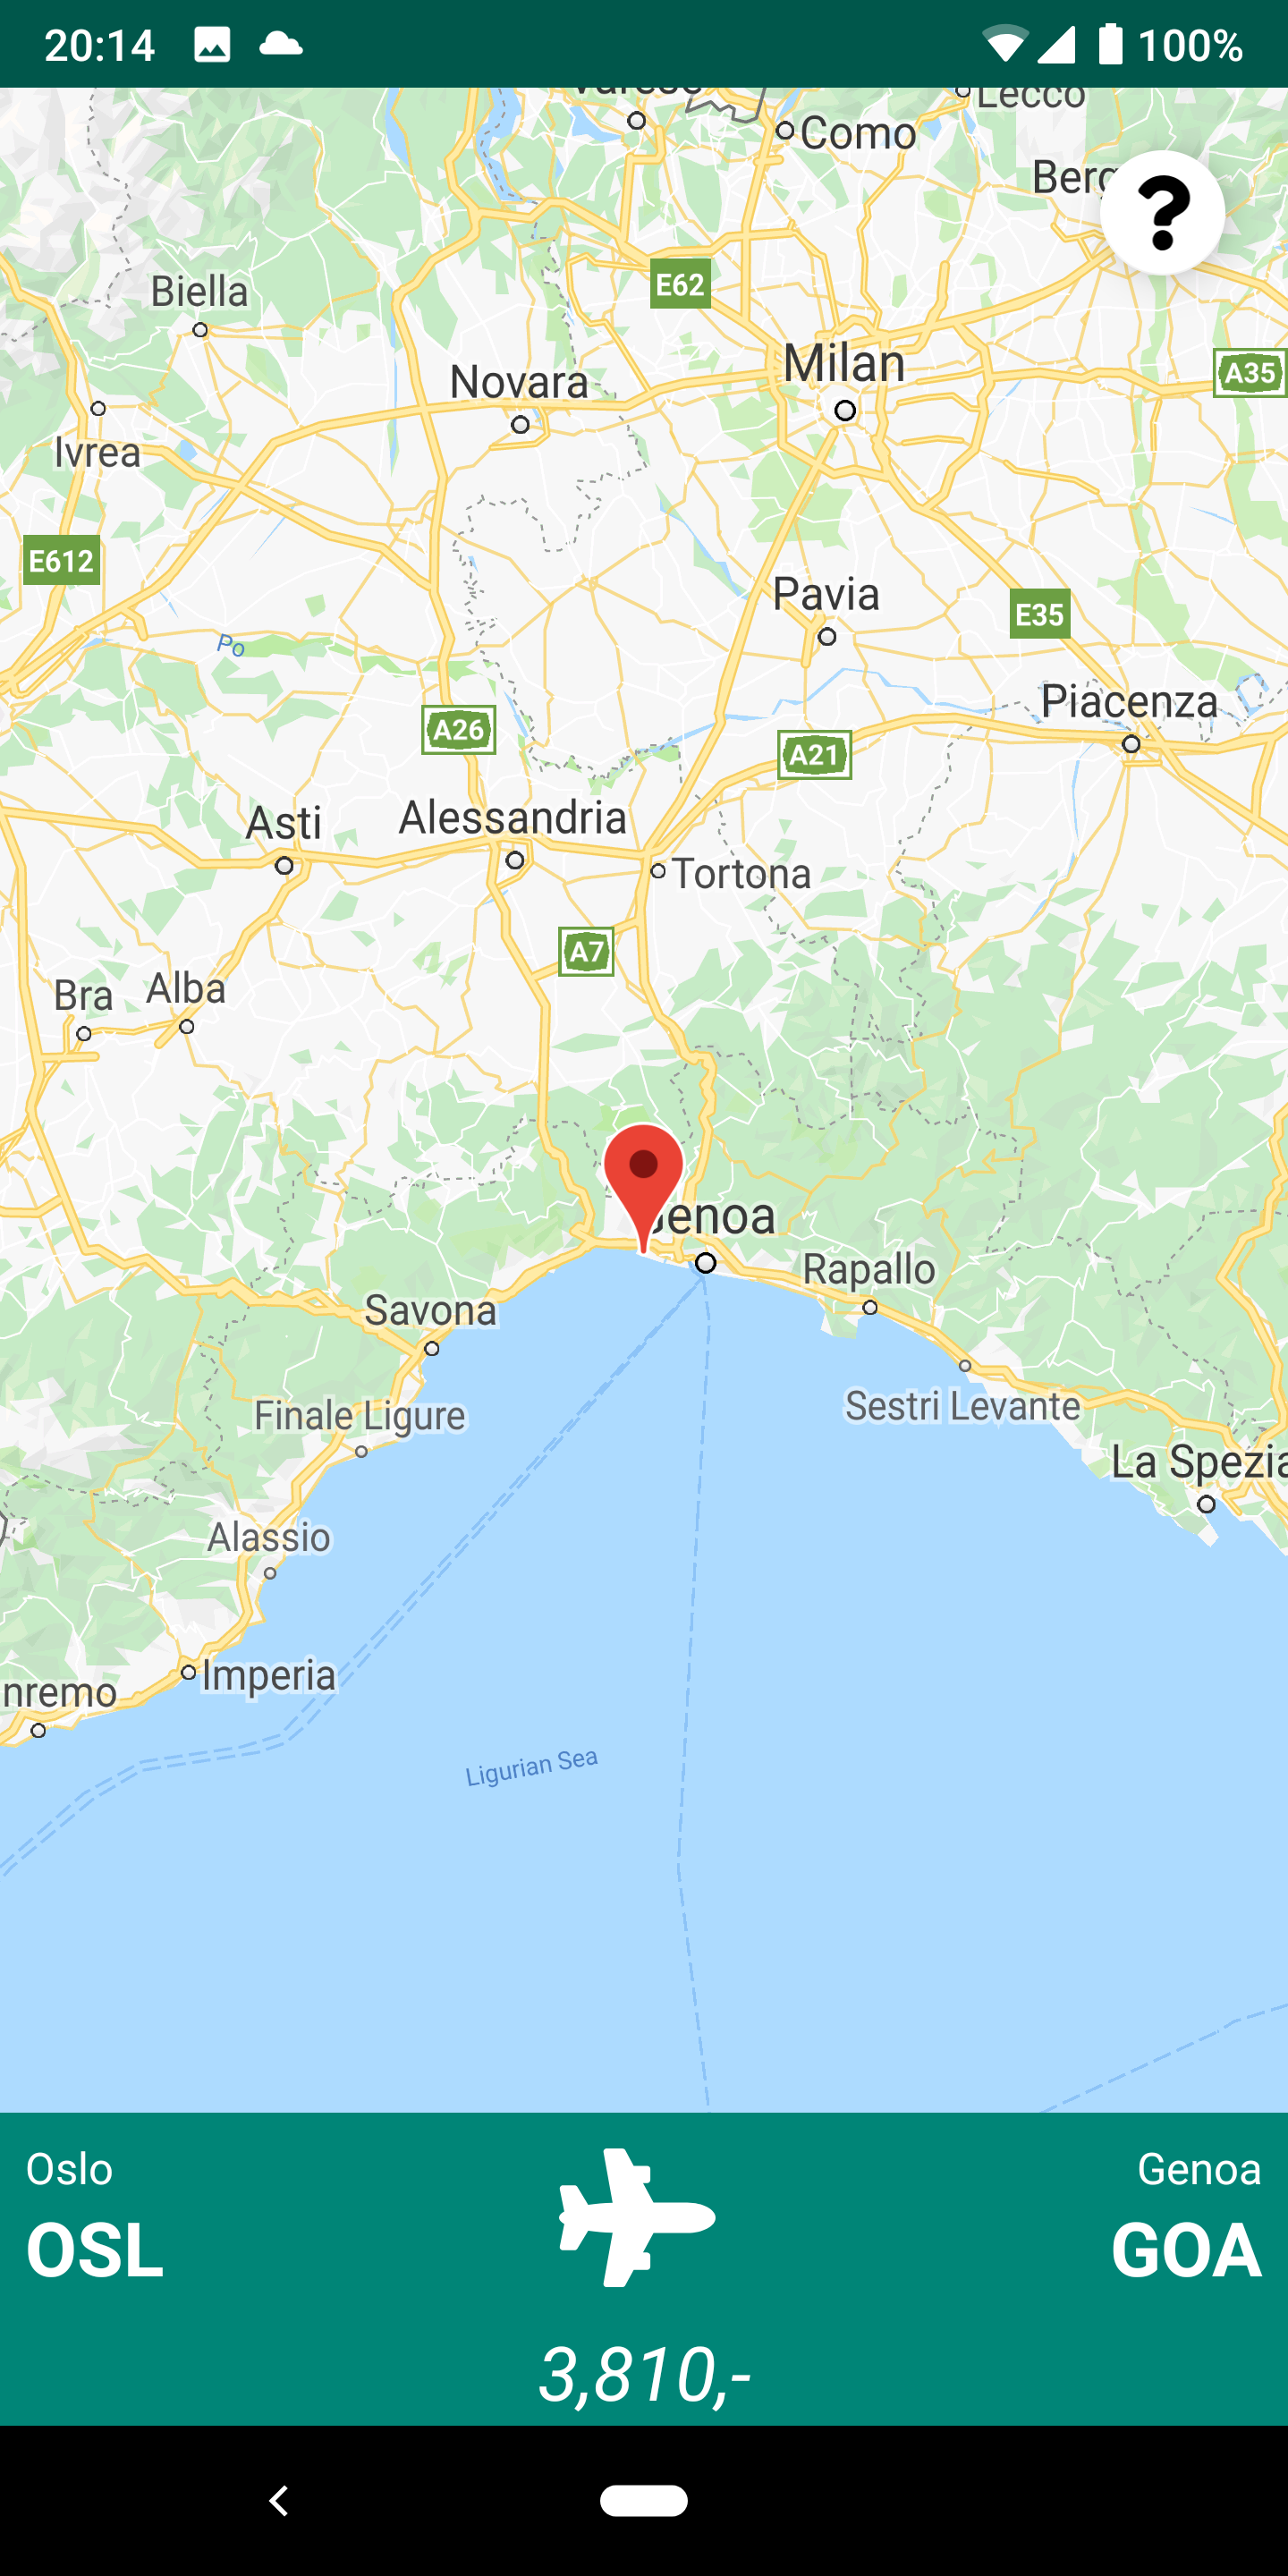 20:14 100%
Varese
Como
Lecco
Berg
Biella
E62
Milan
A35
Novara
Ivrea
E612
Pavia
E35
Po
Piacenza
A26
A21
Asti
Alessandria
Tortona
A7
Bra
Alba
enoa
Rapallo
Savona
Finale Ligure
Sestri Levante
La Spezia
Alassio
Imperia
nremo
Ligurian Sea
Oslo
Genoa
OSL
GOA
3,810,-